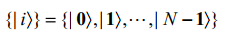 {| i⟩} = {| 0⟩,| 1⟩,⋯,| N−1⟩}